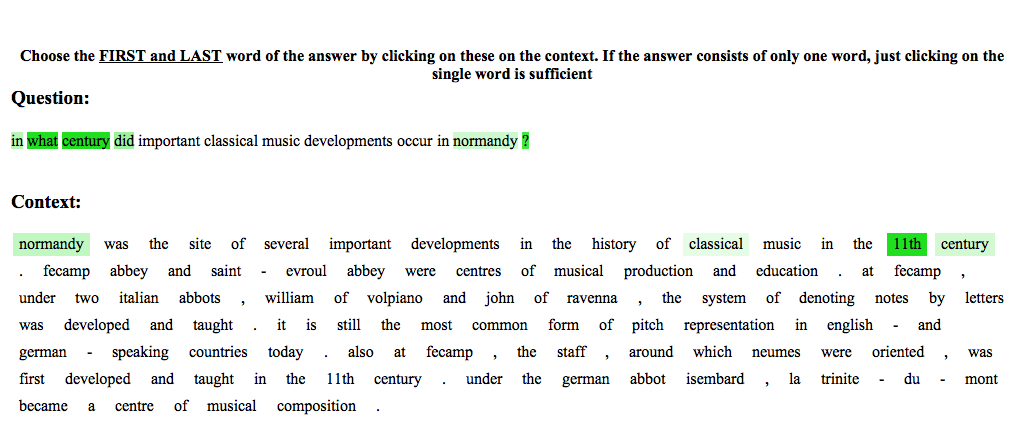 Choose the FIRST and LAST word of the answer by clicking on these on the context. If the answer consists of only one word, just clicking on the
single word is sufficient
Question:
in what century did important classical music developments occur in normandy ?
Context:
normandy was the site of several important developments in the history of classical music in the 11th century
. fecamp abbey and saint - evroul abbey were centres of musical production and education . at fecamp ,
under two italian abbots , william of volpiano and john of ravenna , the system of denoting notes by letters
was developed and taught . it is still the most common form of pitch representation in english - and
german - speaking countries today . also at fecamp , the staff , around which neumes were oriented , was
first developed and taught in the 11th century . under the german abbot isembard , la trinite - du - mont
became a centre of musical composition .